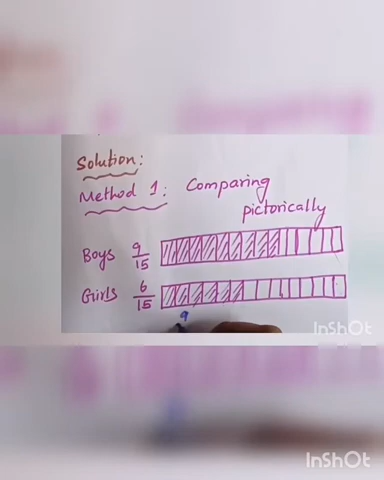 Solution:
Method 1: Comparing
pictorically
Boys 9/15
Girls 6/15
9
InShOt
InShOt